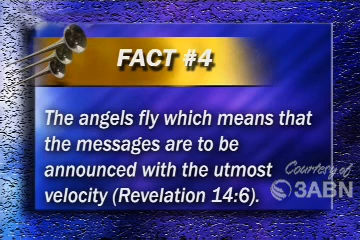 FACT #4
The angels fly which means that
the messages are to be
announced with the utmost
velocity (Revelation 14:6).
Courtesy of
3ABN